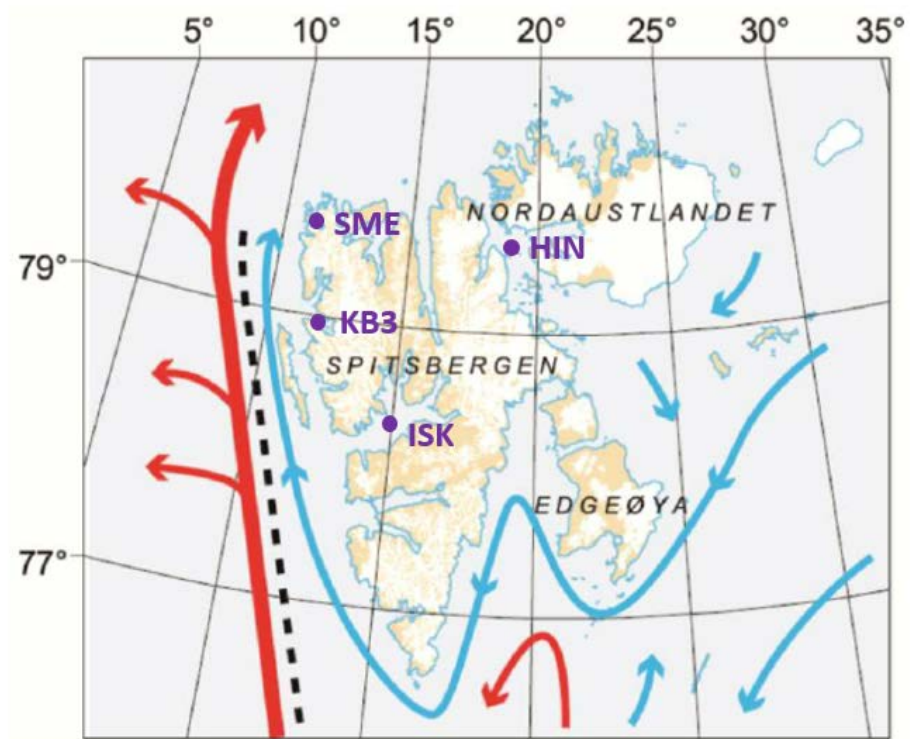 5° 10° 15° 20° 25° 30° 35°
SME
NORDAUSTLANDET
HIN
79°
KB3
SPITSBERGEN
ISK
EDGEØYA
77°